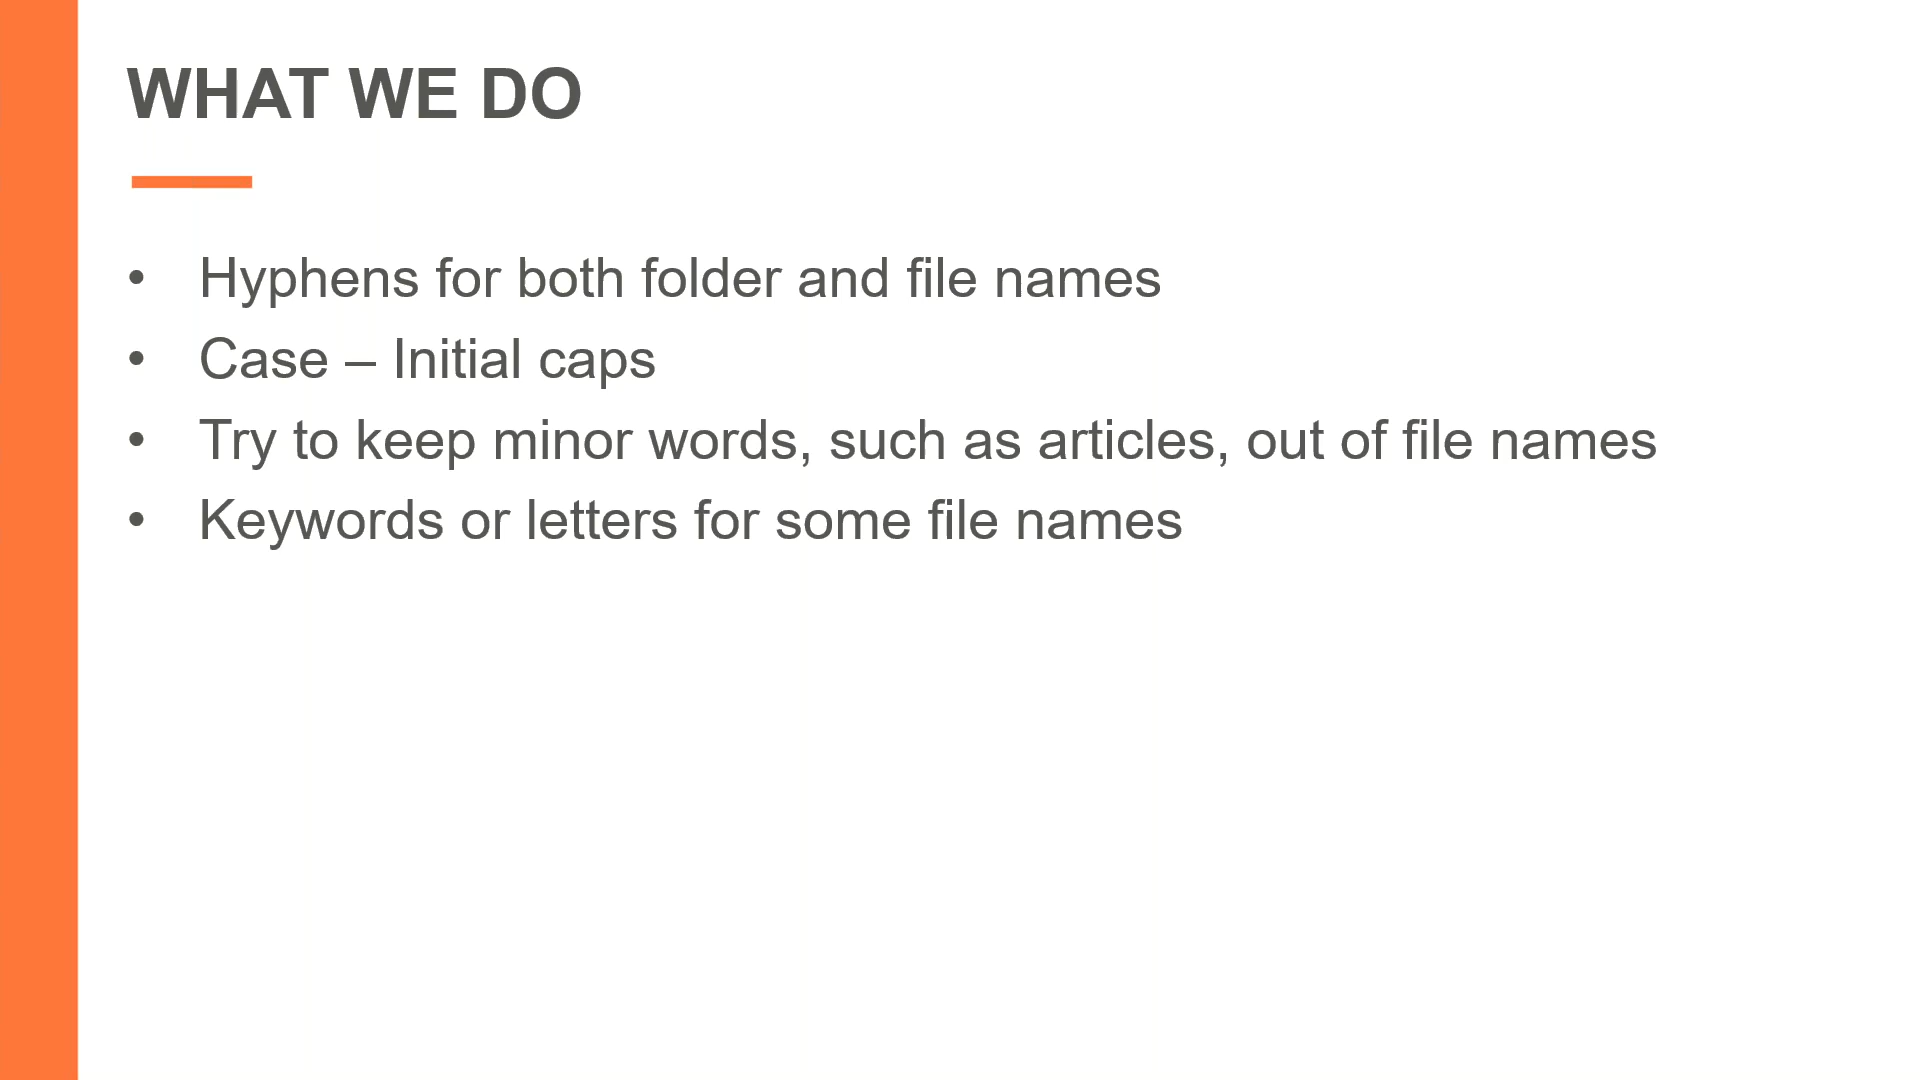 WHAT WE DO
• Hyphens for both folder and file names
• Case – Initial caps
• Try to keep minor words, such as articles, out of file names
• Keywords or letters for some file names